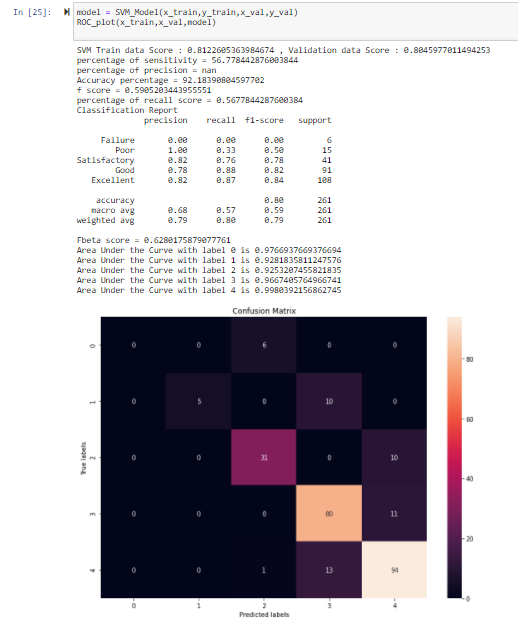 In [25]:
model = SVM_Model(x_train,y_train,x_val,y_val)
ROC_plot(x_train,x_val,model)
SVM Train data Score : 0.8122605363984674 , Validation data Score : 0.8045977011494253
percentage of sensitivity = 56.778442876003844
percentage of precision = nan
Accuracy percentage = 92.18390804597702
f score = 0.5905203443955551
percentage of recall score = 0.5677844287600384
Classification Report
precision recall f1-score support
Failure 0.00 0.00 0.00 6
Poor 1.00 0.33 0.50 15
Satisfactory 0.82 0.76 0.78 41
Good 0.78 0.88 0.82 91
Excellent 0.82 0.87 0.84 108
accuracy 0.80 261
macro avg 0.68 0.57 0.59 261
weighted avg 0.79 0.80 0.79 261
Fbeta score = 0.6280175879077761
Area Under the Curve with label 0 is 0.9766937669376694
Area Under the Curve with label 1 is 0.9281835811247576
Area Under the Curve with label 2 is 0.9253207455821835
Area Under the Curve with label 3 is 0.9667405764966741
Area Under the Curve with label 4 is 0.9980392156862745
Confusion Matrix
0 0 0 6 0 0
1 0 5 0 10 0
2 0 0 31 0 10
3 0 0 0 80 11
4 0 0 1 13 94
0 1 2 3 4
True labels
Predicted labels
80
60
40
20
0